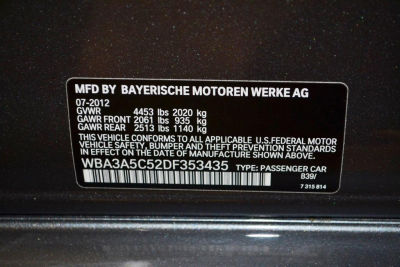 MFD BY BAYERISCHE MOTOREN WERKE AG
07-2012
GVWR 4453 lbs 2020 kg
GAWR FRONT 2061 lbs 935 kg
GAWR REAR 2513 lbs 1140 kg
THIS VEHICLE CONFORMS TO ALL APPLICABLE U.S.FEDERAL MOTOR
VEHICLE SAFETY, BUMPER AND THEFT PREVENTION STANDARDS IN
EFFECT ON THE DATE OF MANUFACTURE SHOWN ABOVE.
WBA3A5C52DF353435 TYPE: PASSENGER CAR
B39/
7 315 814